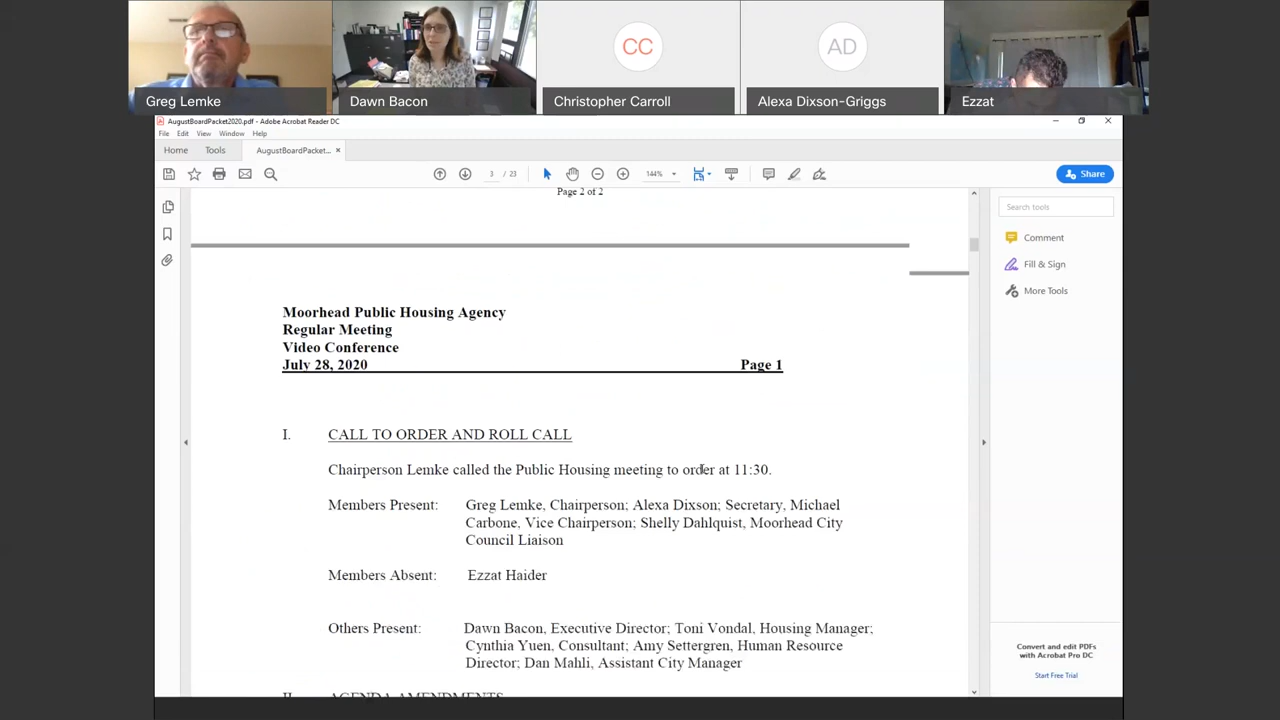 CC
AD
Greg Lemke
Dawn Bacon
Christopher Carroll
Alexa Dixson-Griggs
Ezzat
AugustBoardPacket2020.pdf - Adobe Acrobat Reader DC
File Edit View Window Help
Home Tools AugustBoardPacket... ×
3 / 23 144% Share
Page 2 of 2
Search tools
Comment
Fill & Sign
More Tools
Moorhead Public Housing Agency
Regular Meeting
Video Conference
July 28, 2020 Page 1
I. CALL TO ORDER AND ROLL CALL
Chairperson Lemke called the Public Housing meeting to order at 11:30.
Members Present: Greg Lemke, Chairperson; Alexa Dixson; Secretary, Michael
Carbone, Vice Chairperson; Shelly Dahlquist, Moorhead City
Council Liaison
Members Absent: Ezzat Haider
Others Present: Dawn Bacon, Executive Director; Toni Vondal, Housing Manager;
Cynthia Yuen, Consultant; Amy Settergren, Human Resource
Director; Dan Mahli, Assistant City Manager
II. AGENDA AMENDMENTS
Convert and edit PDFs
with Acrobat Pro DC
Start Free Trial